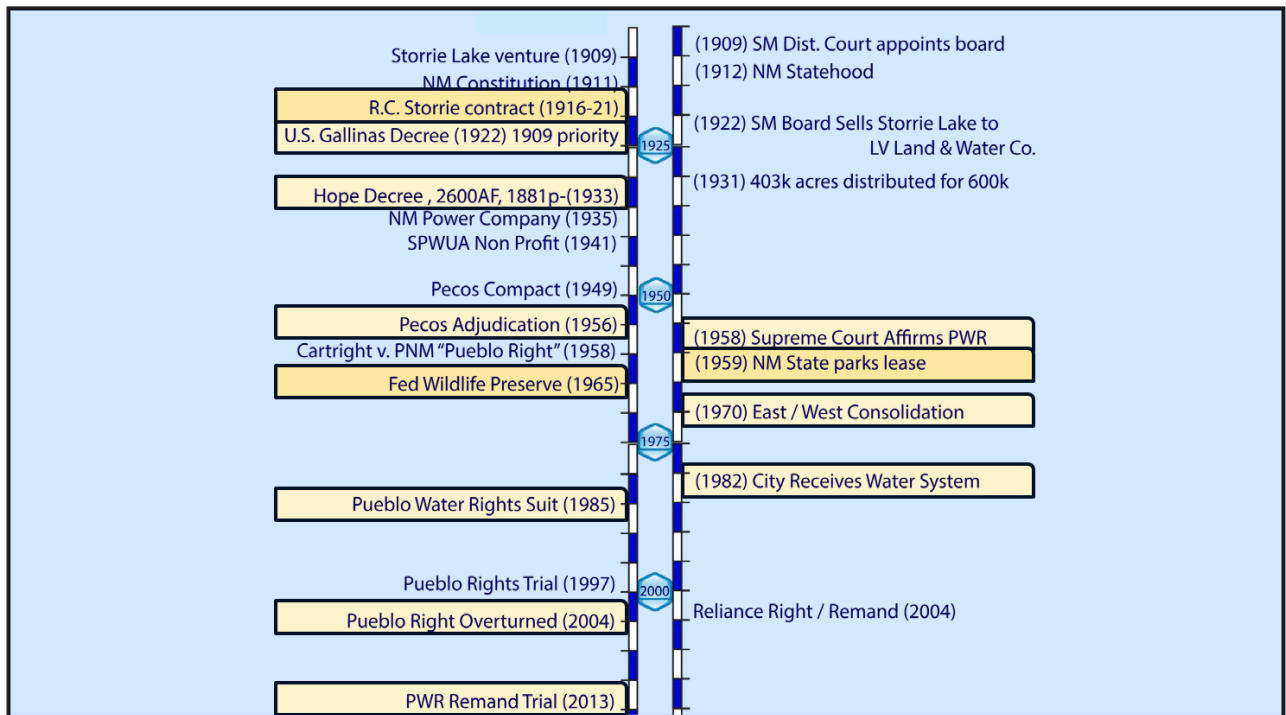 Storrie Lake venture (1909)
NM Constitution (1911)
R.C. Storrie contract (1916-21)
U.S. Gallinas Decree (1922) 1909 priority
Hope Decree , 2600AF, 1881p-(1933)
NM Power Company (1935)
SPWUA Non Profit (1941)
Pecos Compact (1949)
Pecos Adjudication (1956)
Cartright v. PNM “Pueblo Right” (1958)
Fed Wildlife Preserve (1965)
Pueblo Water Rights Suit (1985)
Pueblo Rights Trial (1997)
Pueblo Right Overturned (2004)
PWR Remand Trial (2013)
1925
1950
1975
2000
(1909) SM Dist. Court appoints board
(1912) NM Statehood
(1922) SM Board Sells Storrie Lake to
LV Land & Water Co.
(1931) 403k acres distributed for 600k
(1958) Supreme Court Affirms PWR
(1959) NM State parks lease
(1970) East / West Consolidation
(1982) City Receives Water System
Reliance Right / Remand (2004)